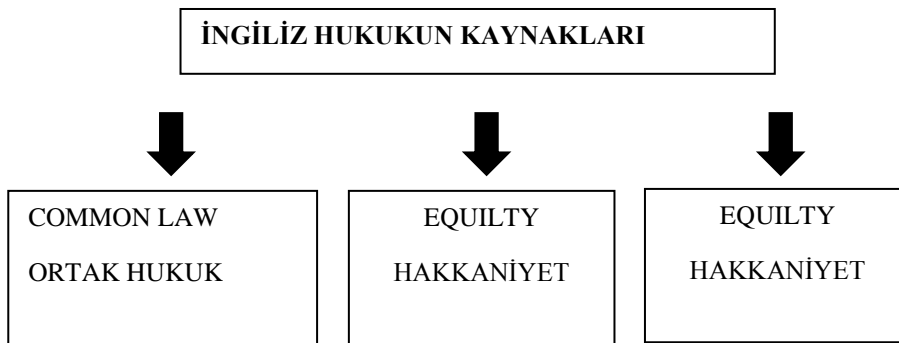 İNGİLİZ HUKUKUN KAYNAKLARI
COMMON LAW
ORTAK HUKUK
EQUILTY
HAKKANİYET
EQUILTY
HAKKANİYET